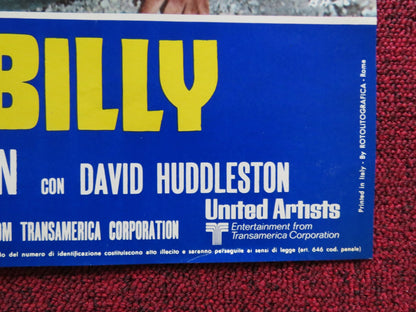 BILLY
N CON DAVID HUDDLESTON
United Artists
OM TRANSAMERICA CORPORATION
Entertainment from
Transamerica Corporation
lo del numero di identificazione costituiscono atto illecito e saranno perseguite ai sensi di legge (art. 646 cod. penale)
Printed in Italy - By ROTOLITOGRAFICA - Rome